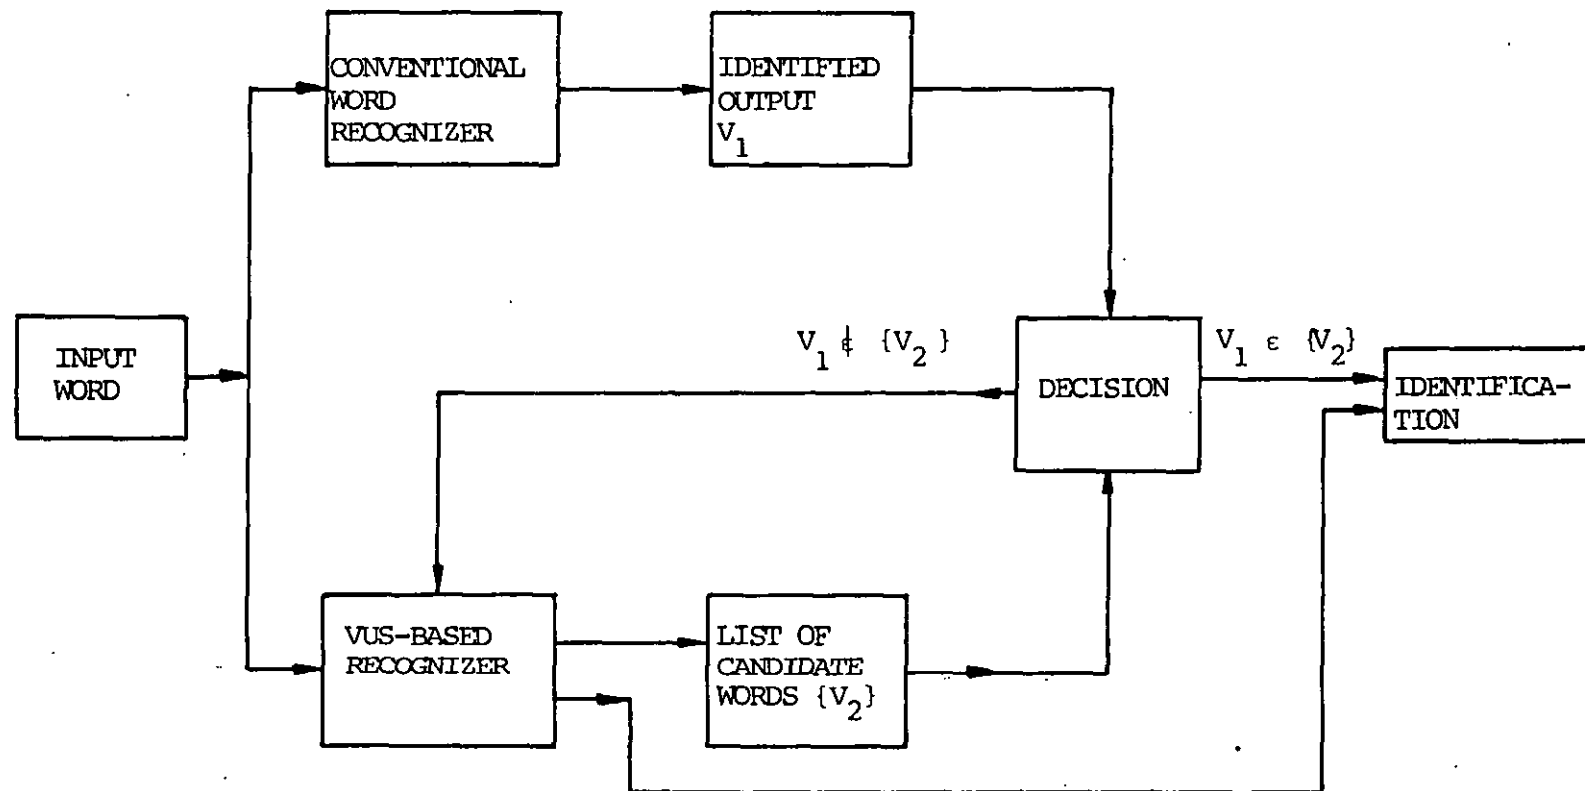 CONVENTIONAL
WORD
RECOGNIZER
IDENTIFIED
OUTPUT
V₁
INPUT
WORD
V₁ ∉ {V₂}
DECISION
V₁ ε {V₂}
IDENTIFICA-
TION
VUS-BASED
RECOGNIZER
LIST OF
CANDIDATE
WORDS {V₂}